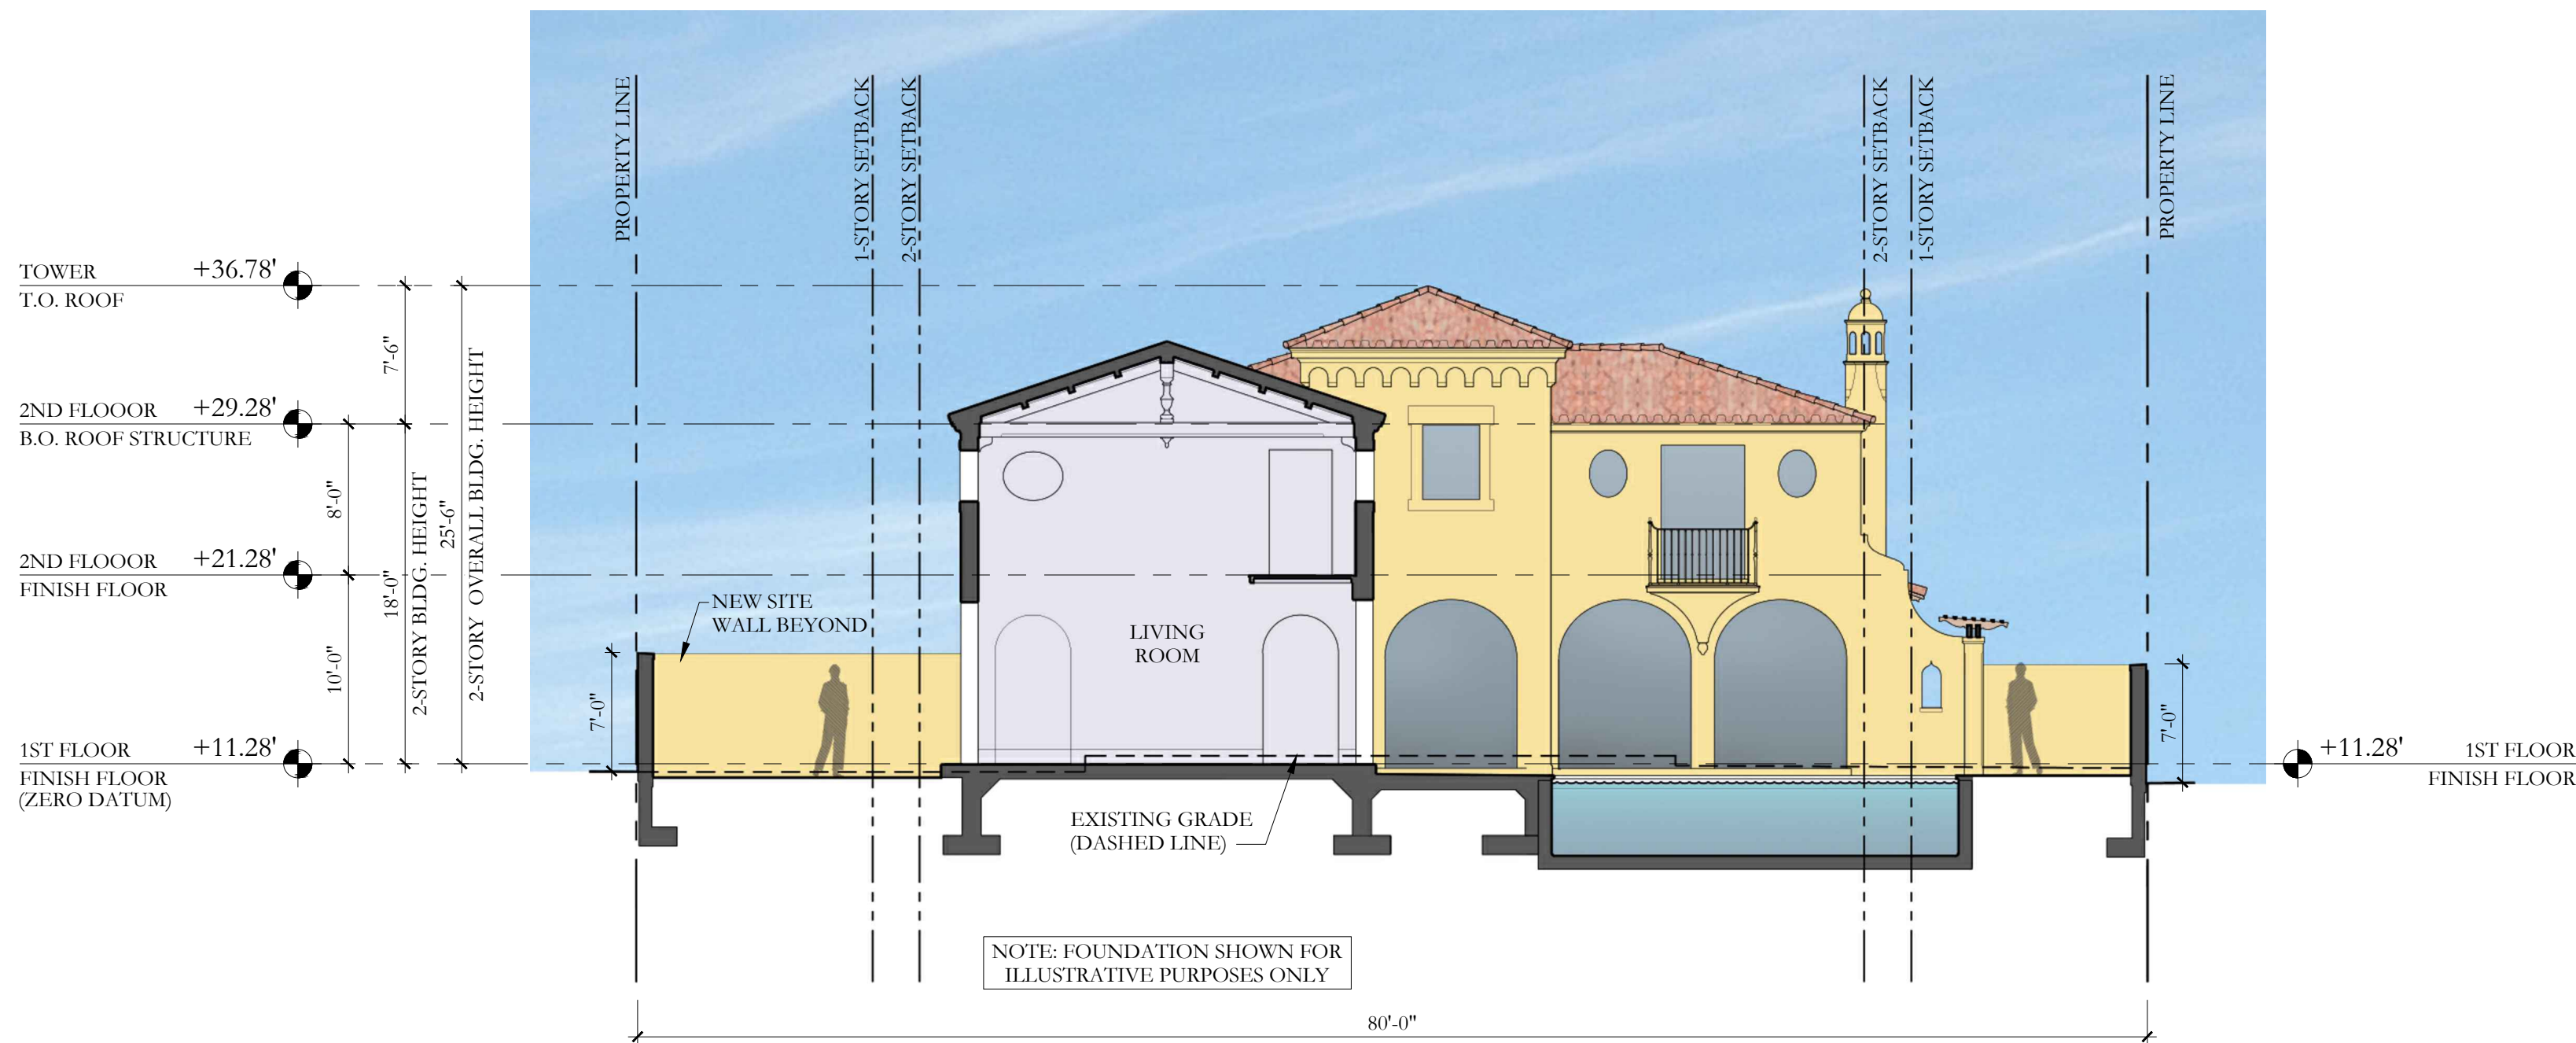 PROPERTY LINE
1-STORY SETBACK
2-STORY SETBACK
2-STORY SETBACK
1-STORY SETBACK
PROPERTY LINE
TOWER +36.78'
T.O. ROOF
7'-6"
2ND FLOOOR +29.28'
B.O. ROOF STRUCTURE
8'-0"
2ND FLOOOR +21.28'
FINISH FLOOR
10'-0"
18'-0"
2-STORY BLDG. HEIGHT
25'-6"
2-STORY OVERALL BLDG. HEIGHT
1ST FLOOR +11.28'
FINISH FLOOR
(ZERO DATUM)
NEW SITE
WALL BEYOND
7'-0"
LIVING
ROOM
7'-0"
+11.28' 1ST FLOOR
FINISH FLOOR
EXISTING GRADE
(DASHED LINE)
NOTE: FOUNDATION SHOWN FOR
ILLUSTRATIVE PURPOSES ONLY
80'-0"